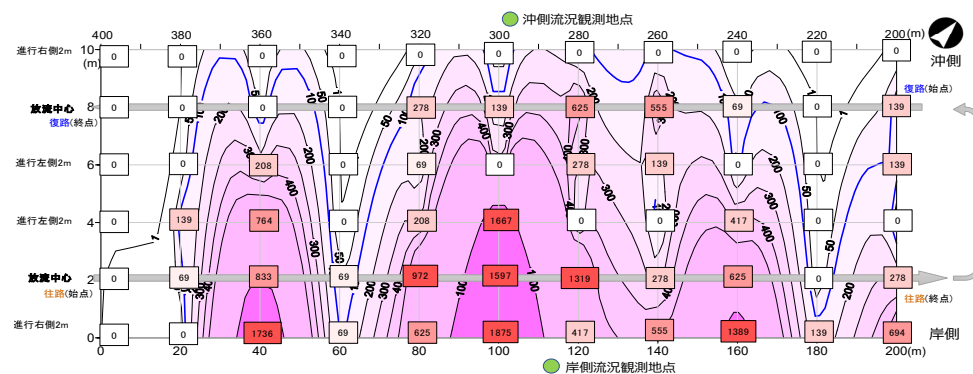 沖側流況観測地点
400 380 360 340 320 300 280 260 240 220 200(m)
進行右側2m 10 0 0 0 0 0 0 0 0 0 0 0
(m)
沖側
放流中心 8 0 0 0 0 278 139 625 555 69 0 139
復路(終点)
復路(始点)
進行左側2m 6 0 0 208 0 69 0 278 139 0 0 139
進行左側2m 4 0 139 764 0 208 1667 0 0 417 0 0
放流中心 2 0 69 833 69 972 1597 1319 278 625 0 278
往路(始点)
往路(終点)
進行右側2m 0 0 0 1736 69 625 1875 417 555 1389 139 694
岸側
0 20 40 60 80 100 120 140 160 180 200(m)
岸側流況観測地点